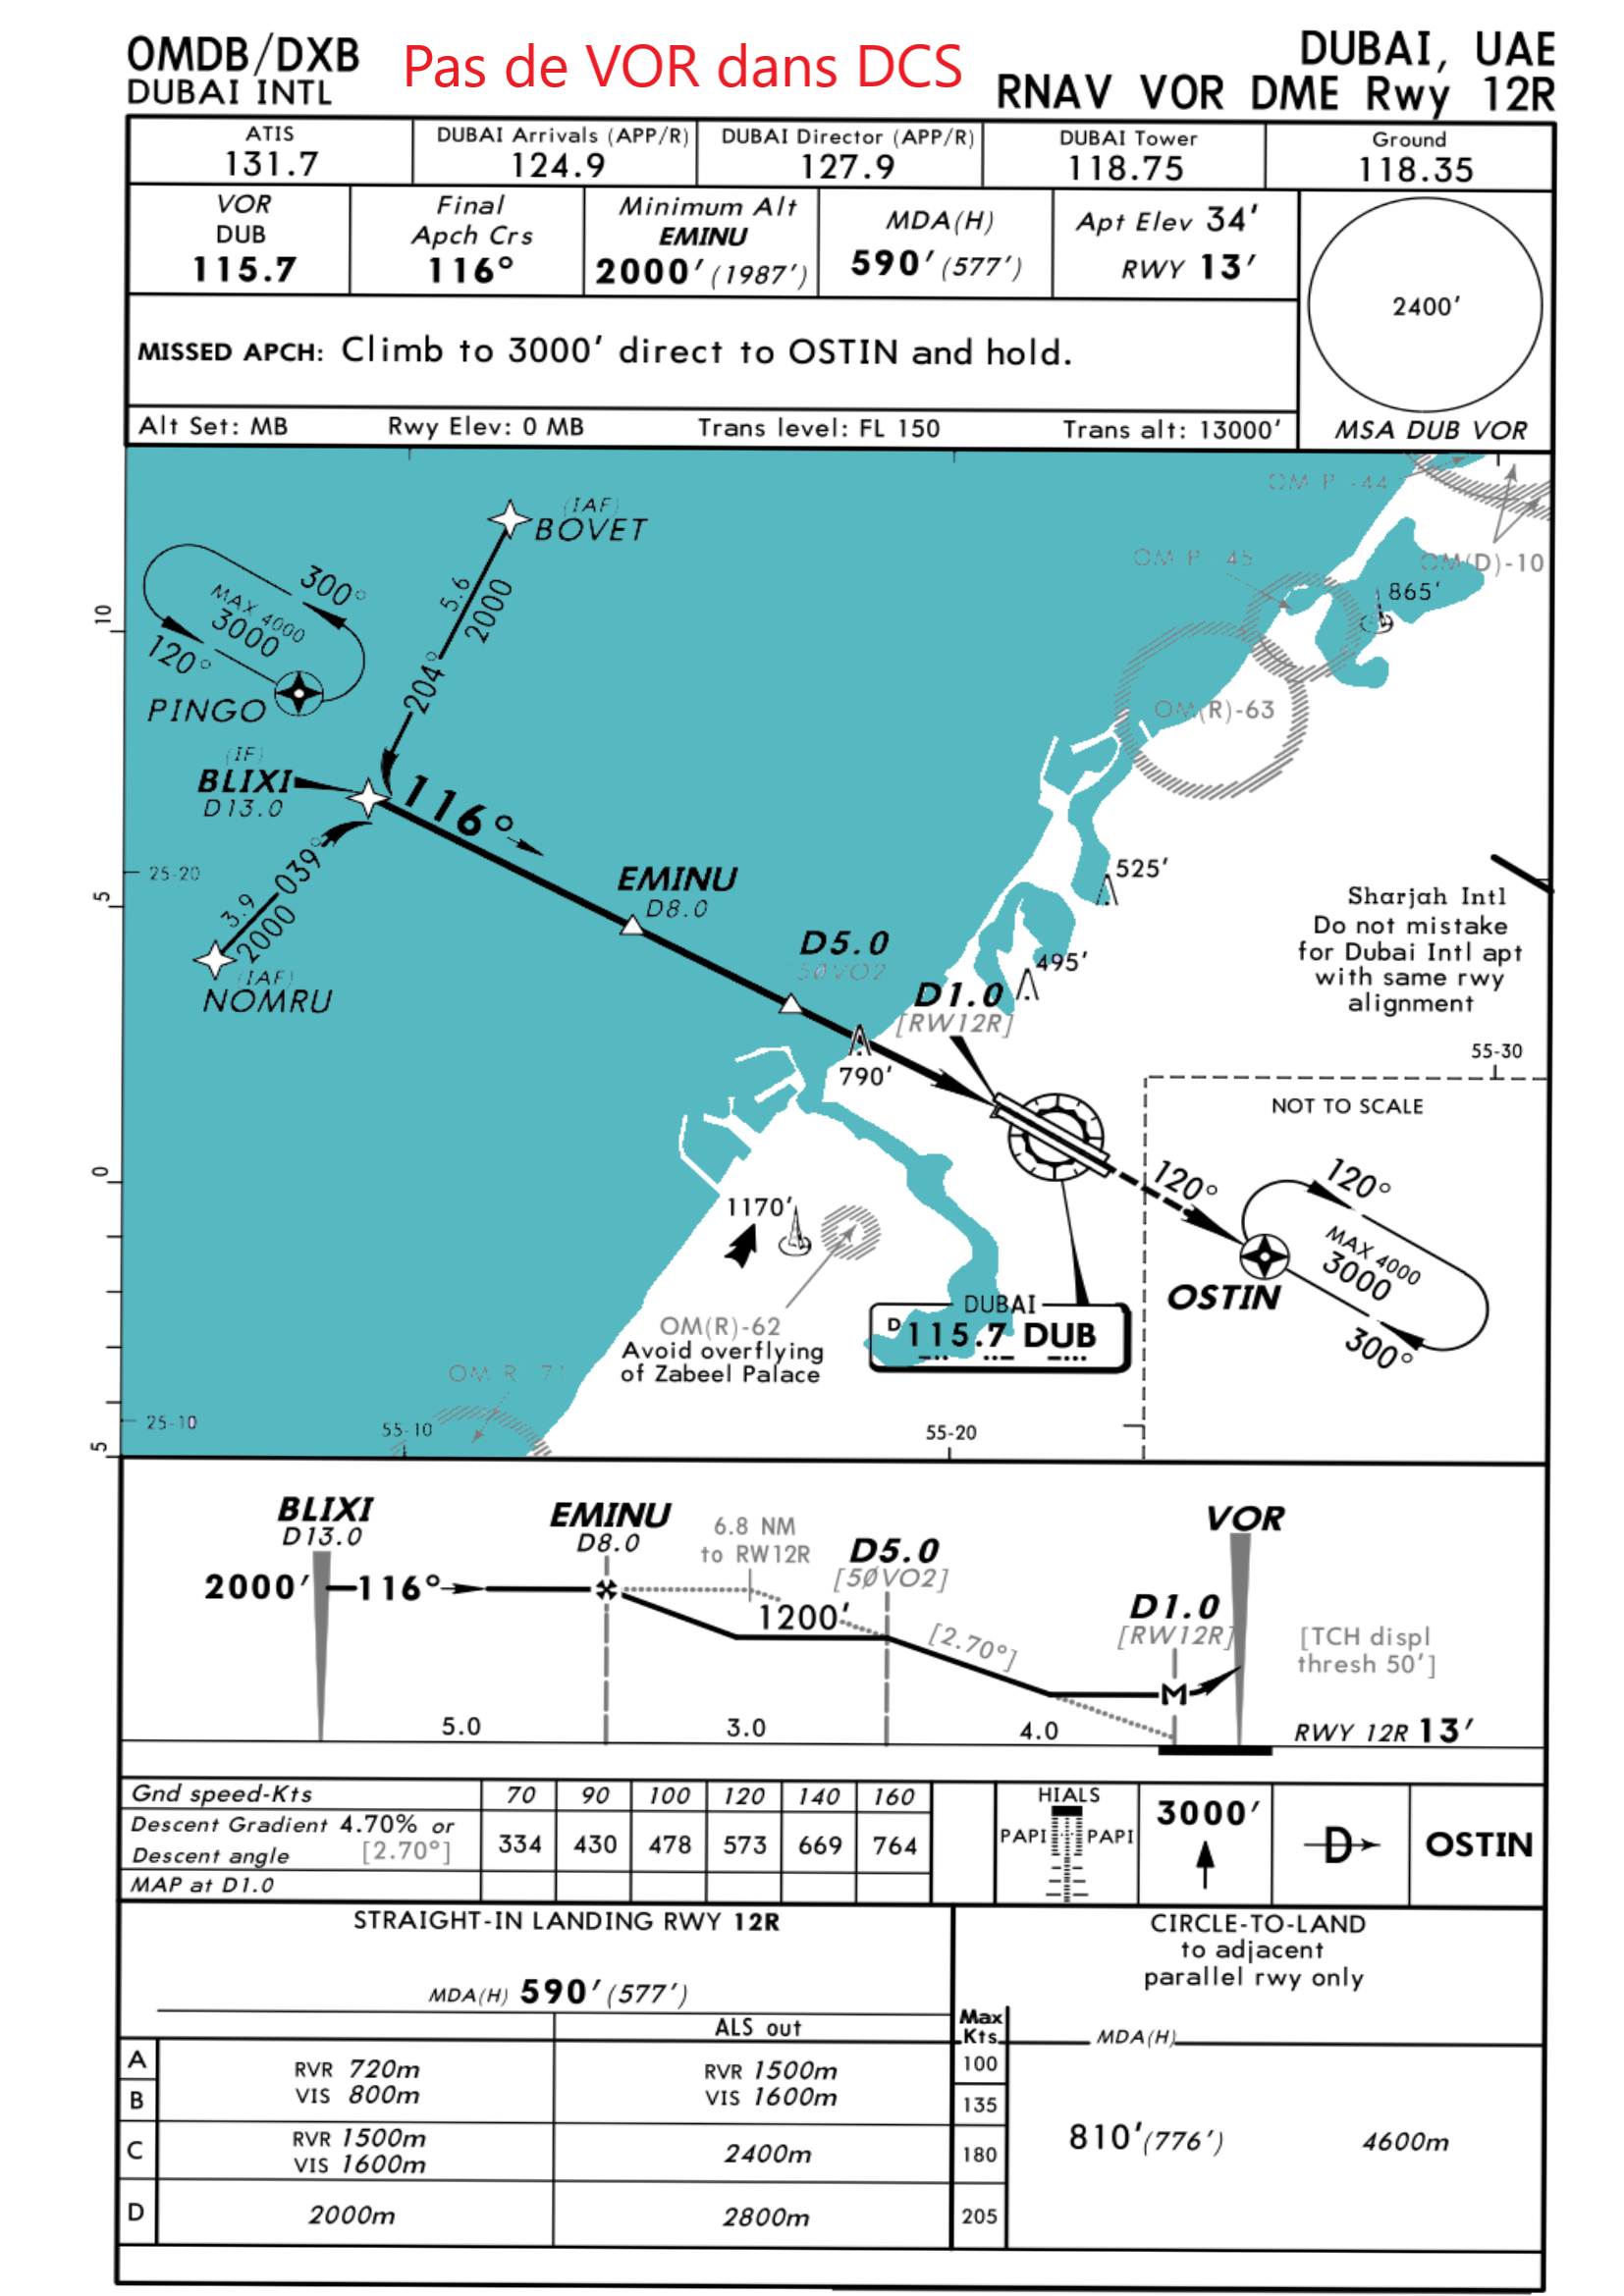 OMDB/DXB
DUBAI INTL
Pas de VOR dans DCS
DUBAI, UAE
RNAV VOR DME Rwy 12R
ATIS
131.7
DUBAI Arrivals (APP/R)
124.9
DUBAI Director (APP/R)
127.9
DUBAI Tower
118.75
Ground
118.35
VOR
DUB
115.7
Final
Apch Crs
116°
Minimum Alt
EMINU
2000' (1987')
MDA(H)
590' (577')
Apt Elev 34'
RWY 13'
2400'
MSA DUB VOR
MISSED APCH: Climb to 3000' direct to OSTIN and hold.
Alt Set: MB Rwy Elev: 0 MB Trans level: FL 150 Trans alt: 13000'
(IAF)
BOVET
5.6
2000
204°
300°
MAX 4000
3000
120°
PINGO
(IF)
BLIXI
D13.0
116°
039°
3.9
2000
(IAF)
NOMRU
EMINU
D8.0
D5.0
50VO2
D1.0
[RW12R]
790'
495'
525'
865'
1170'
OM P -44
OM P 45
OM(D)-10
OM(R)-63
Sharjah Intl
Do not mistake
for Dubai Intl apt
with same rwy
alignment
55-30
NOT TO SCALE
120°
120°
MAX 4000
3000
300°
OSTIN
DUBAI
D 115.7 DUB
OM(R)-62
Avoid overflying
of Zabeel Palace
OM R 71
10
5
0
5
25-20
25-10
55-10
55-20
BLIXI
D13.0
2000'
116°
EMINU
D8.0
6.8 NM
to RW12R
1200'
D5.0
[50VO2]
[2.70°]
D1.0
[RW12R]
M
VOR
[TCH displ
thresh 50']
5.0
3.0
4.0
RWY 12R 13'
Gnd speed-Kts 70 90 100 120 140 160
Descent Gradient 4.70% or
Descent angle [2.70°] 334 430 478 573 669 764
MAP at D1.0
HIALS
PAPI PAPI
3000'
D
OSTIN
STRAIGHT-IN LANDING RWY 12R
MDA(H) 590' (577')
ALS out
A
B
RVR 720m
VIS 800m
RVR 1500m
VIS 1600m
C
RVR 1500m
VIS 1600m
2400m
D
2000m
2800m
CIRCLE-TO-LAND
to adjacent
parallel rwy only
Max
Kts
MDA(H)
100
135
180
205
810' (776')
4600m